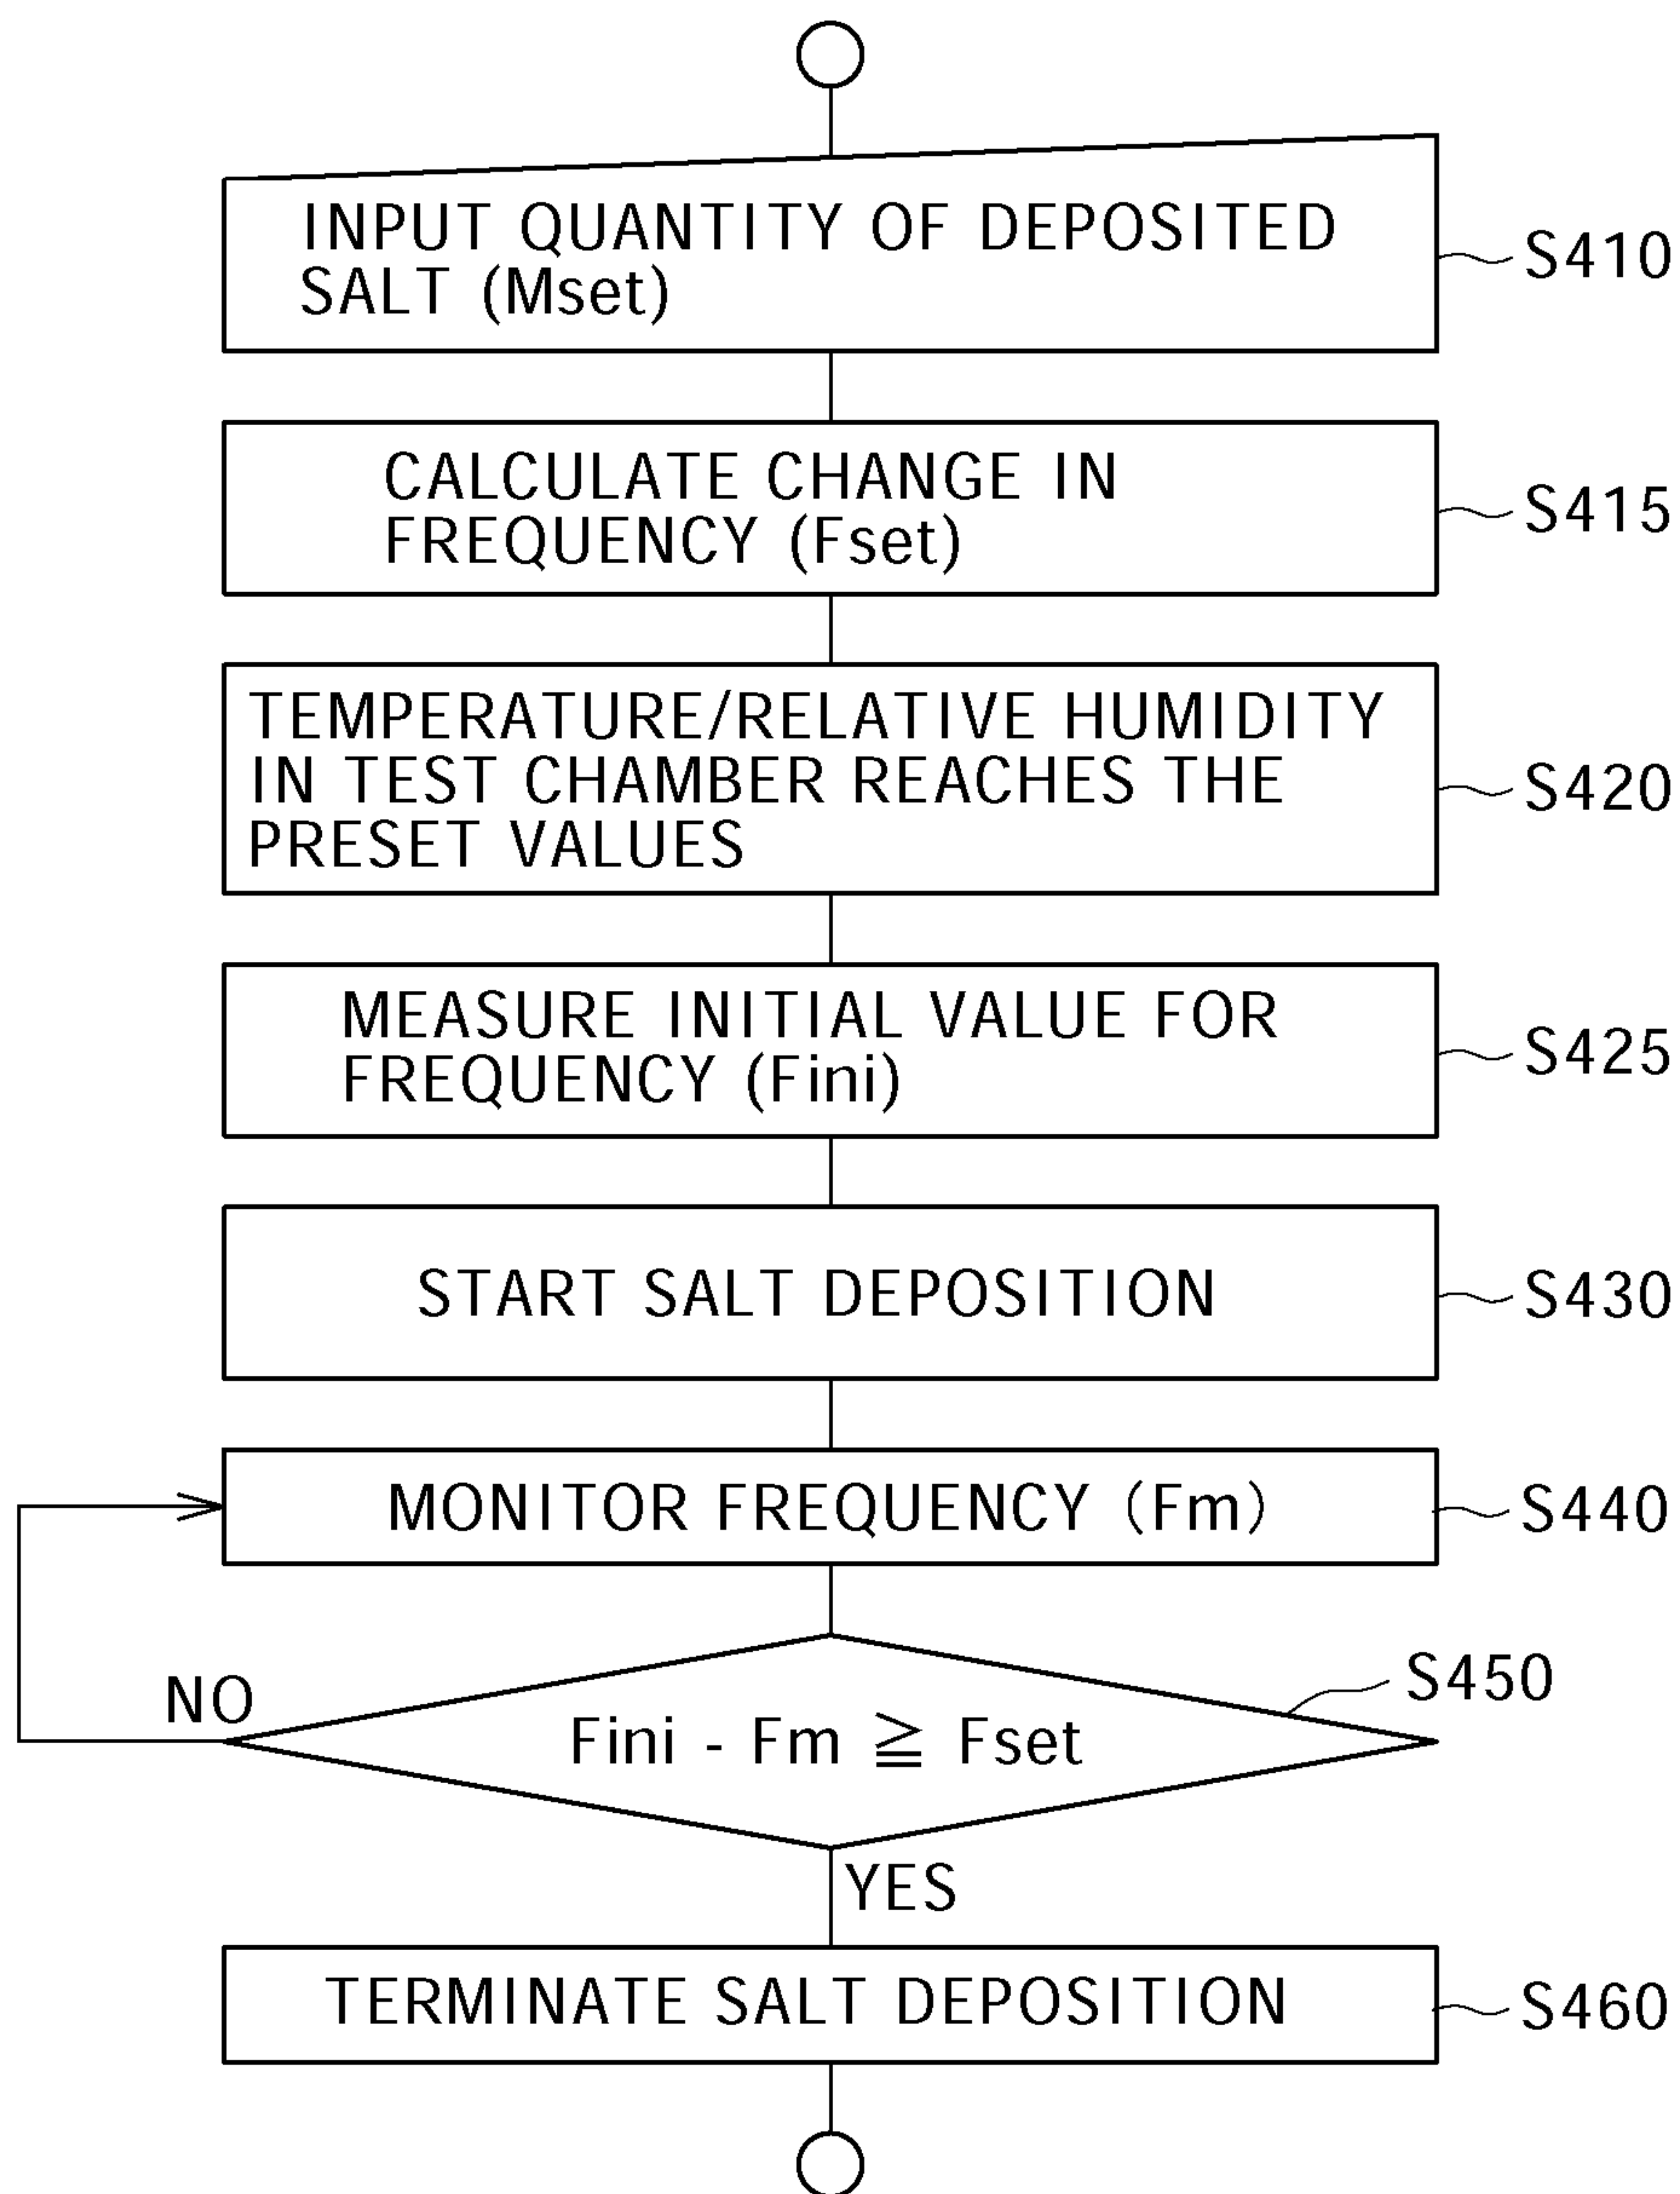 INPUT QUANTITY OF DEPOSITED
SALT (Mset)
S410
CALCULATE CHANGE IN
FREQUENCY (Fset)
S415
TEMPERATURE/RELATIVE HUMIDITY
IN TEST CHAMBER REACHES THE
PRESET VALUES
S420
MEASURE INITIAL VALUE FOR
FREQUENCY (Fini)
S425
START SALT DEPOSITION
S430
MONITOR FREQUENCY (Fm)
S440
S450
NO
Fini - Fm ≧ Fset
YES
TERMINATE SALT DEPOSITION
S460